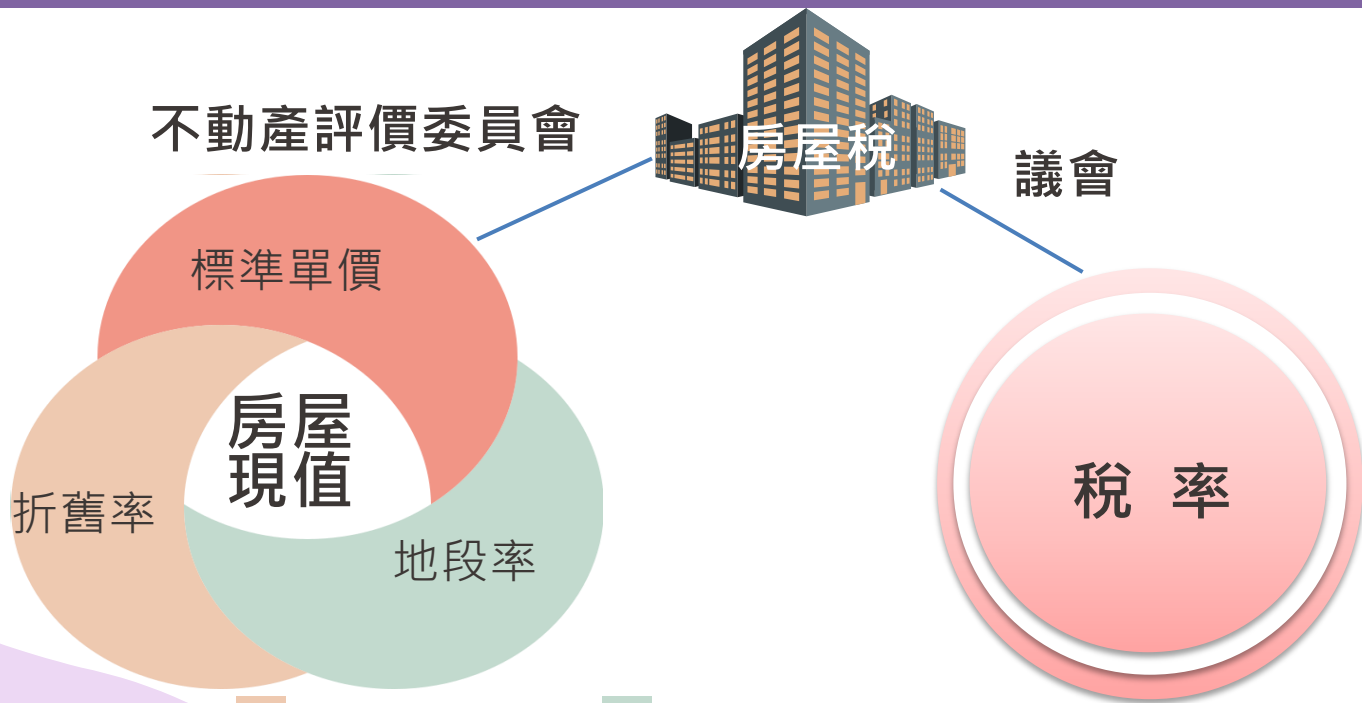 不動產評價委員會
房屋稅
議會
標準單價
房屋
現值
折舊率
地段率
稅 率